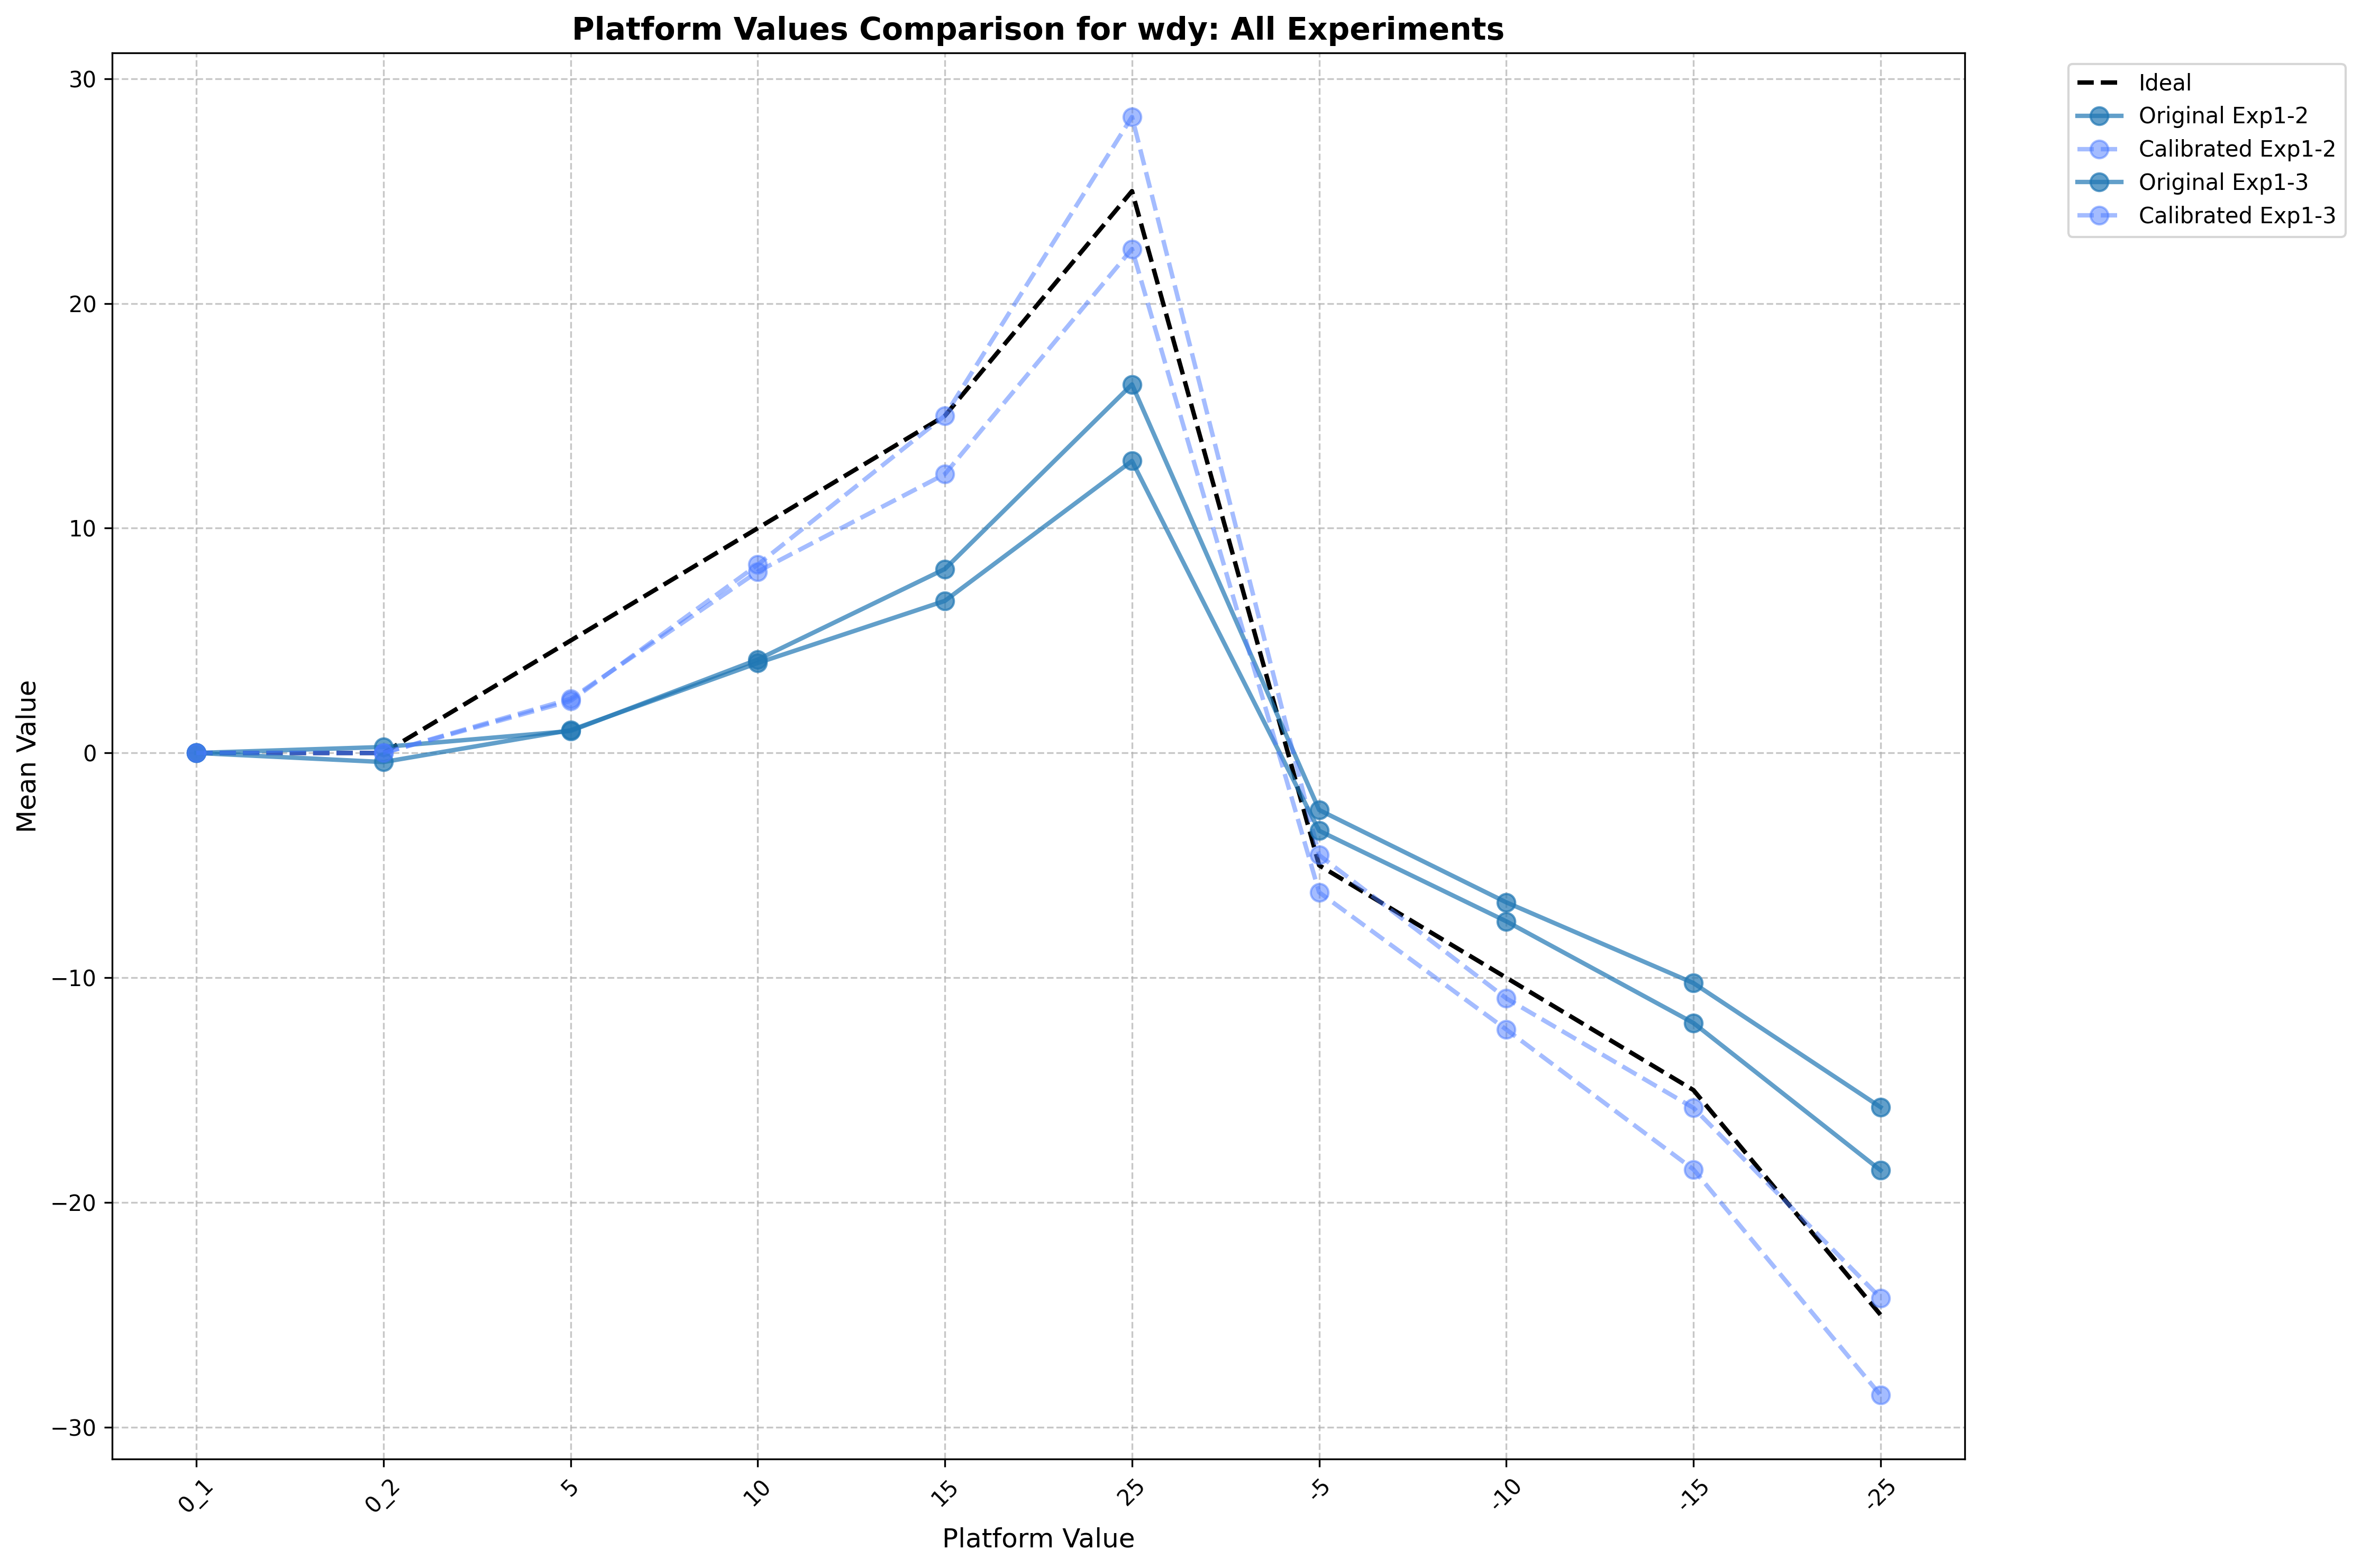 Platform Values Comparison for wdy: All Experiments
30
20
10
0
−10
−20
−30
Mean Value
0_1
0_2
5
10
15
25
-5
-10
-15
-25
Platform Value
Ideal
Original Exp1-2
Calibrated Exp1-2
Original Exp1-3
Calibrated Exp1-3